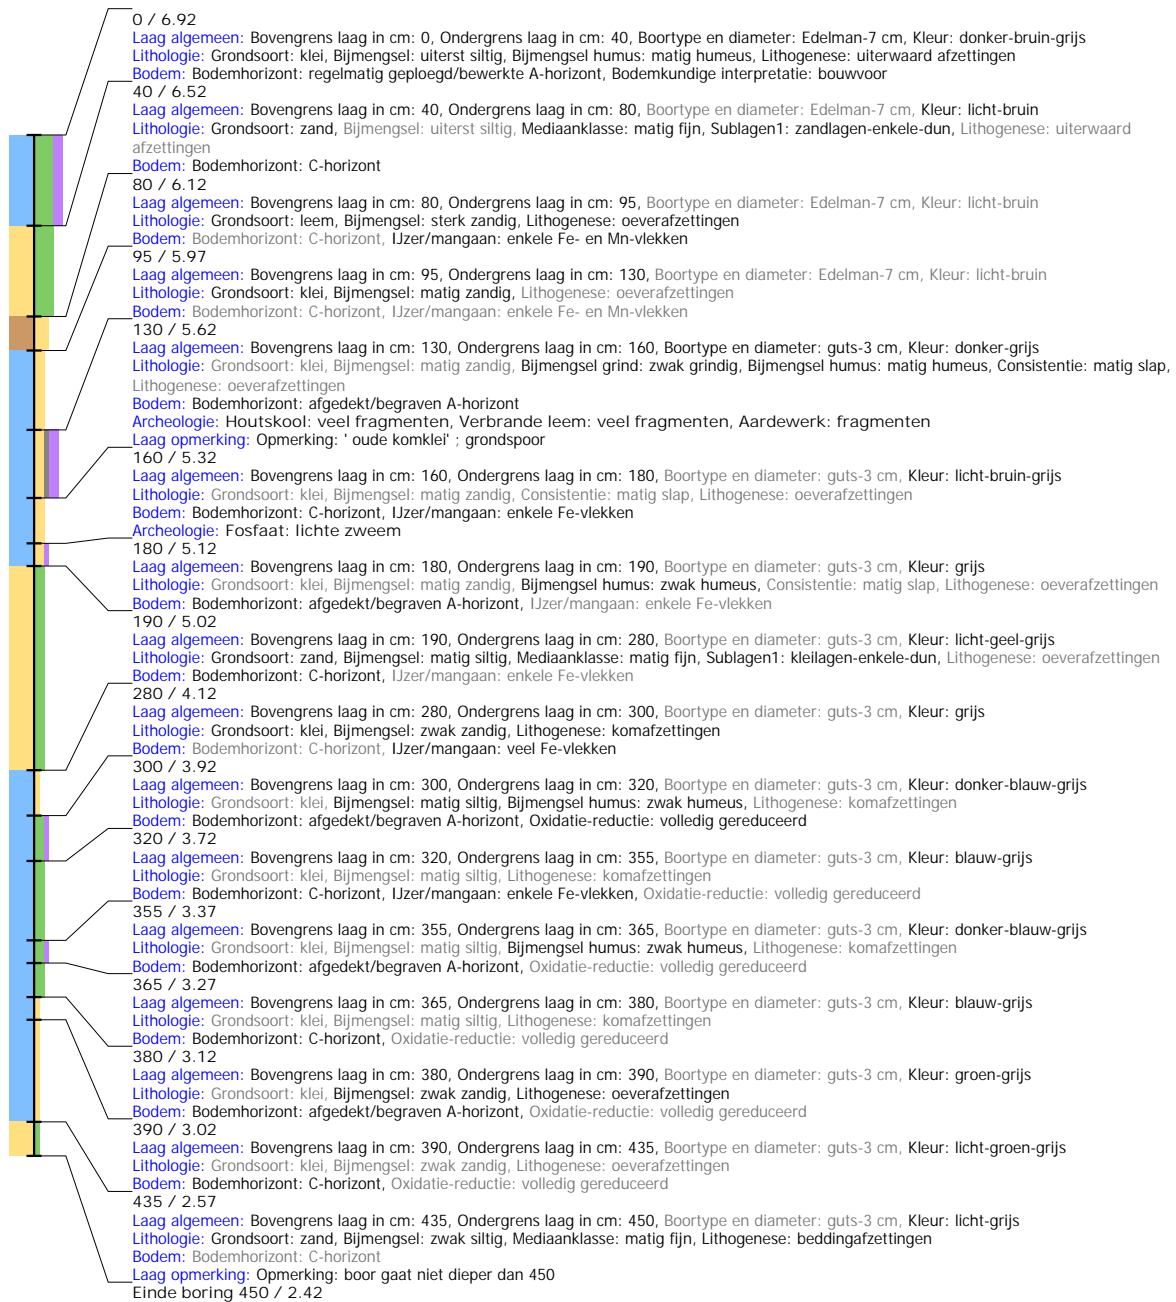 0 / 6.92
Laag algemeen: Bovengrens laag in cm: 0, Ondergrens laag in cm: 40, Boortype en diameter: Edelman-7 cm, Kleur: donker-bruin-grijs
Lithologie: Grondsoort: klei, Bijmengsel: uiterst siltig, Bijmengsel humus: matig humeus, Lithogenese: uiterwaard afzettingen
Bodem: Bodemhorizont: regelmatig geploegd/bewerkte A-horizont, Bodemkundige interpretatie: bouwvoor
40 / 6.52
Laag algemeen: Bovengrens laag in cm: 40, Ondergrens laag in cm: 80, Boortype en diameter: Edelman-7 cm, Kleur: licht-bruin
Lithologie: Grondsoort: zand, Bijmengsel: uiterst siltig, Mediaanklasse: matig fijn, Sublagen1: zandlagen-enkele-dun, Lithogenese: uiterwaard
afzettingen
Bodem: Bodemhorizont: C-horizont
80 / 6.12
Laag algemeen: Bovengrens laag in cm: 80, Ondergrens laag in cm: 95, Boortype en diameter: Edelman-7 cm, Kleur: licht-bruin
Lithologie: Grondsoort: leem, Bijmengsel: sterk zandig, Lithogenese: oeverafzettingen
Bodem: Bodemhorizont: C-horizont, IJzer/mangaan: enkele Fe- en Mn-vlekken
95 / 5.97
Laag algemeen: Bovengrens laag in cm: 95, Ondergrens laag in cm: 130, Boortype en diameter: Edelman-7 cm, Kleur: licht-bruin
Lithologie: Grondsoort: klei, Bijmengsel: matig zandig, Lithogenese: oeverafzettingen
Bodem: Bodemhorizont: C-horizont, IJzer/mangaan: enkele Fe- en Mn-vlekken
130 / 5.62
Laag algemeen: Bovengrens laag in cm: 130, Ondergrens laag in cm: 160, Boortype en diameter: guts-3 cm, Kleur: donker-grijs
Lithologie: Grondsoort: klei, Bijmengsel: matig zandig, Bijmengsel grind: zwak grindig, Bijmengsel humus: matig humeus, Consistentie: matig slap,
Lithogenese: oeverafzettingen
Bodem: Bodemhorizont: afgedekt/begraven A-horizont
Archeologie: Houtskool: veel fragmenten, Verbrande leem: veel fragmenten, Aardewerk: fragmenten
Laag opmerking: Opmerking: ' oude komklei' ; grondspoor
160 / 5.32
Laag algemeen: Bovengrens laag in cm: 160, Ondergrens laag in cm: 180, Boortype en diameter: guts-3 cm, Kleur: licht-bruin-grijs
Lithologie: Grondsoort: klei, Bijmengsel: matig zandig, Consistentie: matig slap, Lithogenese: oeverafzettingen
Bodem: Bodemhorizont: C-horizont, IJzer/mangaan: enkele Fe-vlekken
Archeologie: Fosfaat: lichte zweem
180 / 5.12
Laag algemeen: Bovengrens laag in cm: 180, Ondergrens laag in cm: 190, Boortype en diameter: guts-3 cm, Kleur: grijs
Lithologie: Grondsoort: klei, Bijmengsel: matig zandig, Bijmengsel humus: zwak humeus, Consistentie: matig slap, Lithogenese: oeverafzettingen
Bodem: Bodemhorizont: afgedekt/begraven A-horizont, IJzer/mangaan: enkele Fe-vlekken
190 / 5.02
Laag algemeen: Bovengrens laag in cm: 190, Ondergrens laag in cm: 280, Boortype en diameter: guts-3 cm, Kleur: licht-geel-grijs
Lithologie: Grondsoort: zand, Bijmengsel: matig siltig, Mediaanklasse: matig fijn, Sublagen1: kleilagen-enkele-dun, Lithogenese: oeverafzettingen
Bodem: Bodemhorizont: C-horizont, IJzer/mangaan: enkele Fe-vlekken
280 / 4.12
Laag algemeen: Bovengrens laag in cm: 280, Ondergrens laag in cm: 300, Boortype en diameter: guts-3 cm, Kleur: grijs
Lithologie: Grondsoort: klei, Bijmengsel: zwak zandig, Lithogenese: komafzettingen
Bodem: Bodemhorizont: C-horizont, IJzer/mangaan: veel Fe-vlekken
300 / 3.92
Laag algemeen: Bovengrens laag in cm: 300, Ondergrens laag in cm: 320, Boortype en diameter: guts-3 cm, Kleur: donker-blauw-grijs
Lithologie: Grondsoort: klei, Bijmengsel: matig siltig, Bijmengsel humus: zwak humeus, Lithogenese: komafzettingen
Bodem: Bodemhorizont: afgedekt/begraven A-horizont, Oxidatie-reductie: volledig gereduceerd
320 / 3.72
Laag algemeen: Bovengrens laag in cm: 320, Ondergrens laag in cm: 355, Boortype en diameter: guts-3 cm, Kleur: blauw-grijs
Lithologie: Grondsoort: klei, Bijmengsel: matig siltig, Lithogenese: komafzettingen
Bodem: Bodemhorizont: C-horizont, IJzer/mangaan: enkele Fe-vlekken, Oxidatie-reductie: volledig gereduceerd
355 / 3.37
Laag algemeen: Bovengrens laag in cm: 355, Ondergrens laag in cm: 365, Boortype en diameter: guts-3 cm, Kleur: donker-blauw-grijs
Lithologie: Grondsoort: klei, Bijmengsel: matig siltig, Bijmengsel humus: zwak humeus, Lithogenese: komafzettingen
Bodem: Bodemhorizont: afgedekt/begraven A-horizont, Oxidatie-reductie: volledig gereduceerd
365 / 3.27
Laag algemeen: Bovengrens laag in cm: 365, Ondergrens laag in cm: 380, Boortype en diameter: guts-3 cm, Kleur: blauw-grijs
Lithologie: Grondsoort: klei, Bijmengsel: matig siltig, Lithogenese: komafzettingen
Bodem: Bodemhorizont: C-horizont, Oxidatie-reductie: volledig gereduceerd
380 / 3.12
Laag algemeen: Bovengrens laag in cm: 380, Ondergrens laag in cm: 390, Boortype en diameter: guts-3 cm, Kleur: groen-grijs
Lithologie: Grondsoort: klei, Bijmengsel: zwak zandig, Lithogenese: oeverafzettingen
Bodem: Bodemhorizont: afgedekt/begraven A-horizont, Oxidatie-reductie: volledig gereduceerd
390 / 3.02
Laag algemeen: Bovengrens laag in cm: 390, Ondergrens laag in cm: 435, Boortype en diameter: guts-3 cm, Kleur: licht-groen-grijs
Lithologie: Grondsoort: klei, Bijmengsel: zwak zandig, Lithogenese: oeverafzettingen
Bodem: Bodemhorizont: C-horizont, Oxidatie-reductie: volledig gereduceerd
435 / 2.57
Laag algemeen: Bovengrens laag in cm: 435, Ondergrens laag in cm: 450, Boortype en diameter: guts-3 cm, Kleur: licht-grijs
Lithologie: Grondsoort: zand, Bijmengsel: zwak siltig, Mediaanklasse: matig fijn, Lithogenese: beddingafzettingen
Bodem: Bodemhorizont: C-horizont
Laag opmerking: Opmerking: boor gaat niet dieper dan 450
Einde boring 450 / 2.42